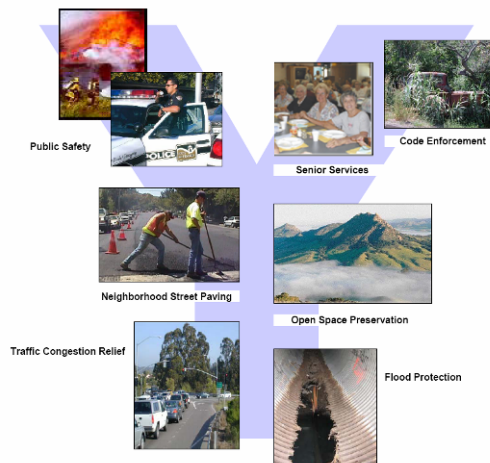 Public Safety
POLICE
Senior Services
Code Enforcement
Neighborhood Street Paving
Open Space Preservation
Traffic Congestion Relief
Flood Protection